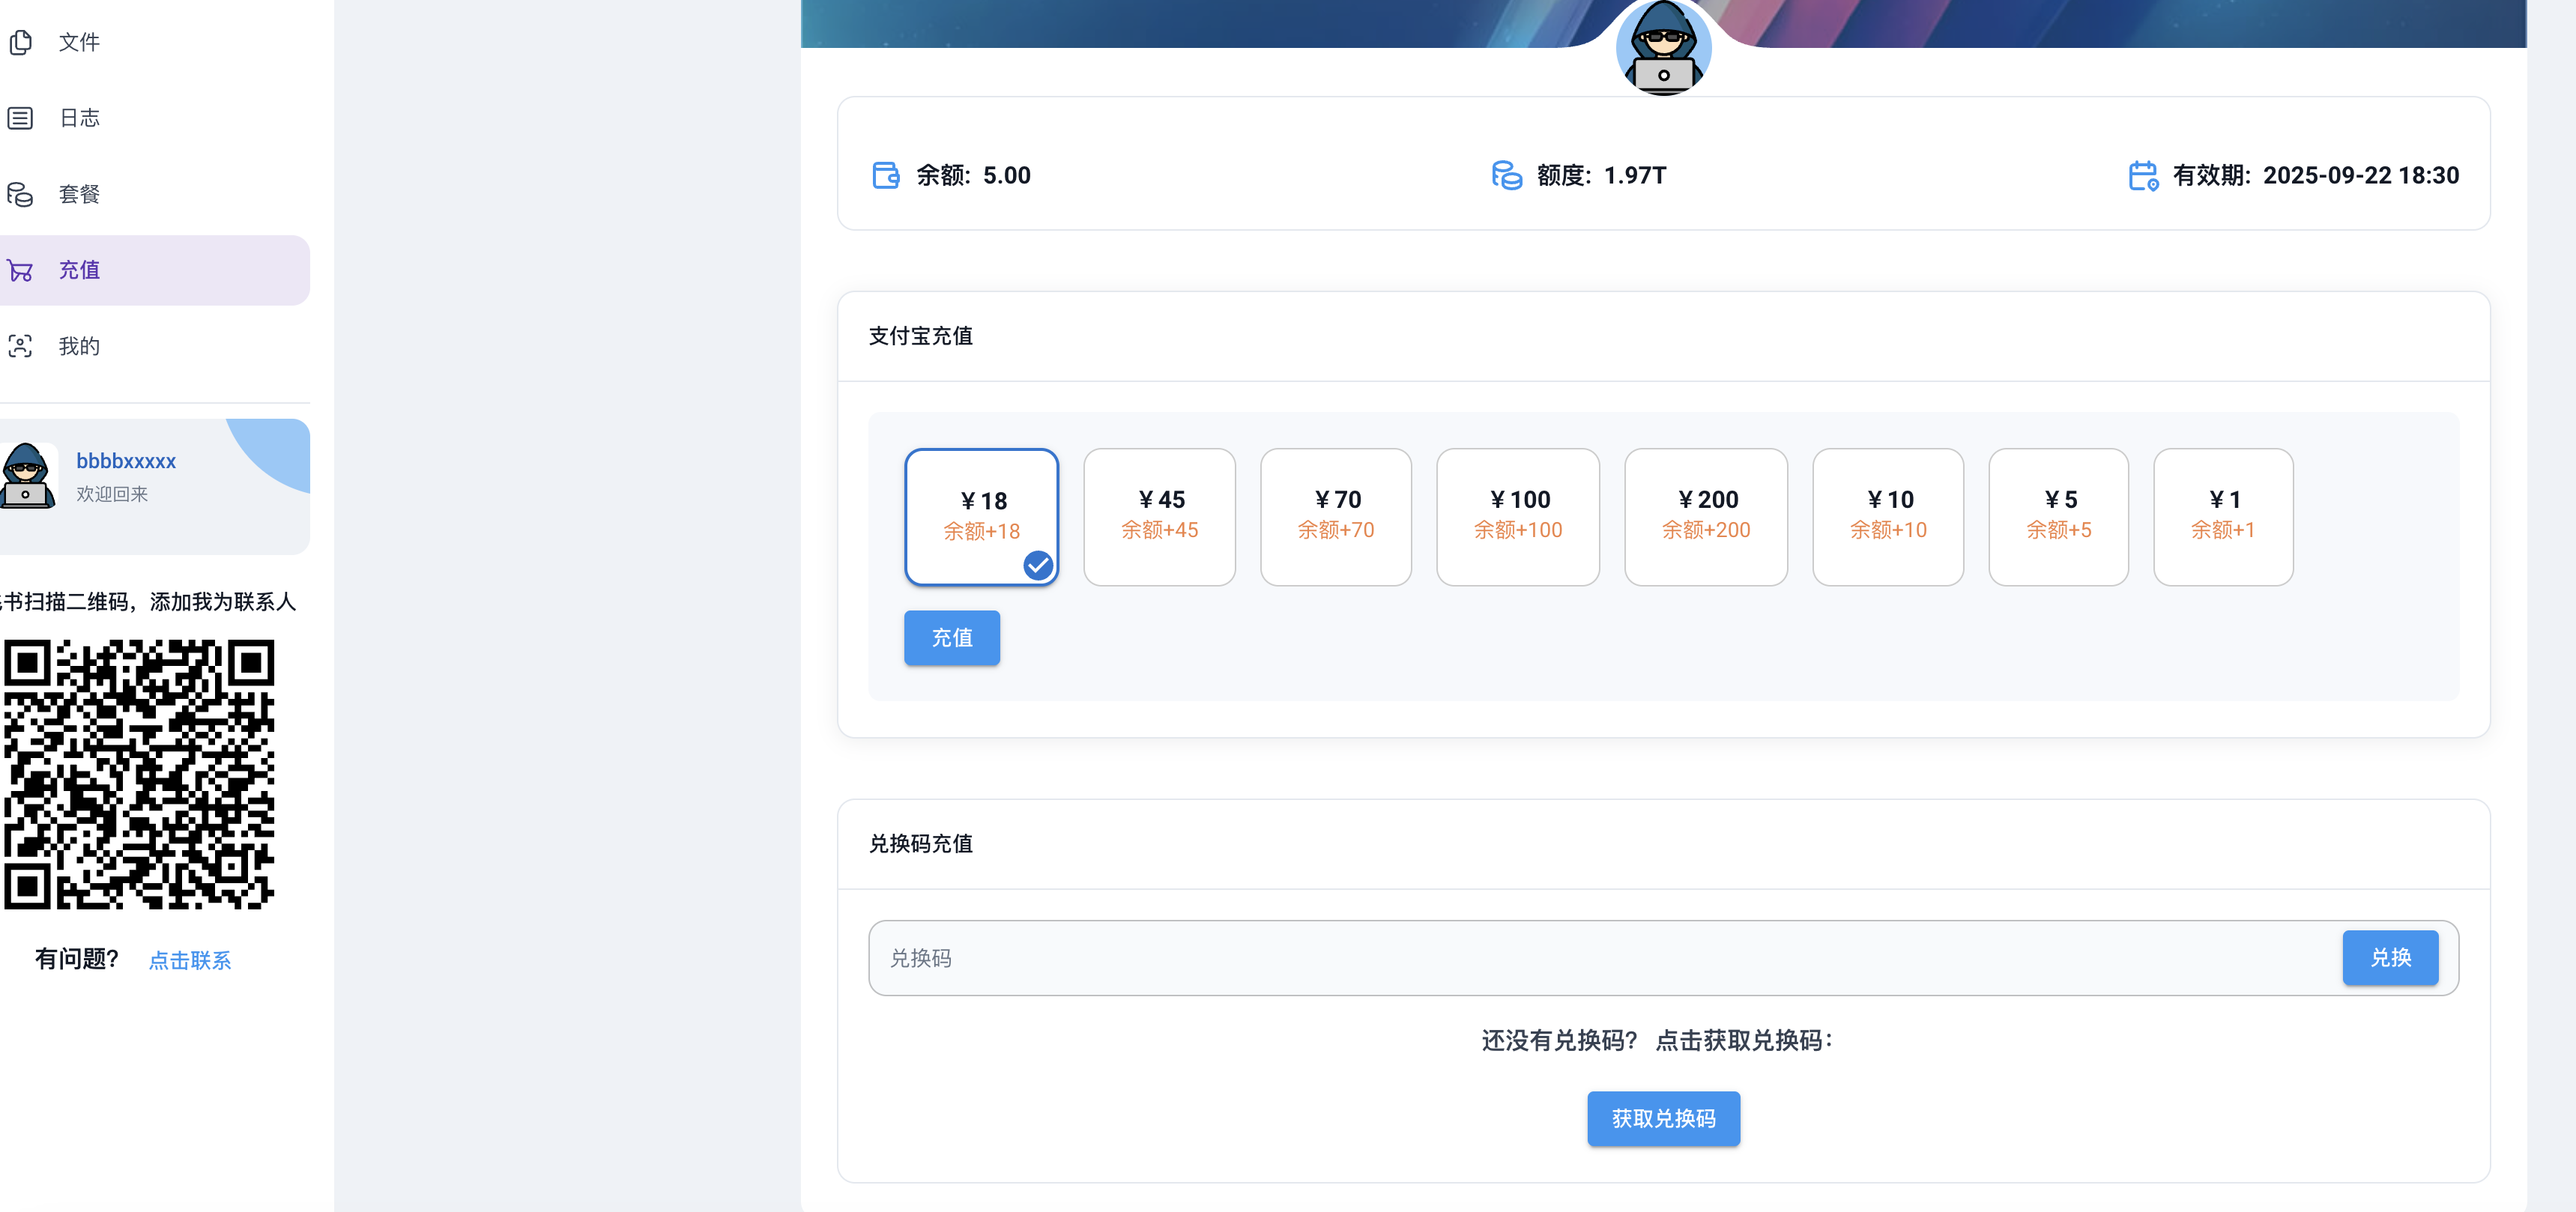 文件
日志
套餐
充值
我的
bbbbxxxxx
欢迎回来
书扫描二维码，添加我为联系人
有问题？ 点击联系
余额: 5.00
额度: 1.97T
有效期: 2025-09-22 18:30
支付宝充值
¥ 18
余额+18
¥ 45
余额+45
¥ 70
余额+70
¥ 100
余额+100
¥ 200
余额+200
¥ 10
余额+10
¥ 5
余额+5
¥ 1
余额+1
充值
兑换码充值
兑换码
兑换
还没有兑换码？ 点击获取兑换码：
获取兑换码